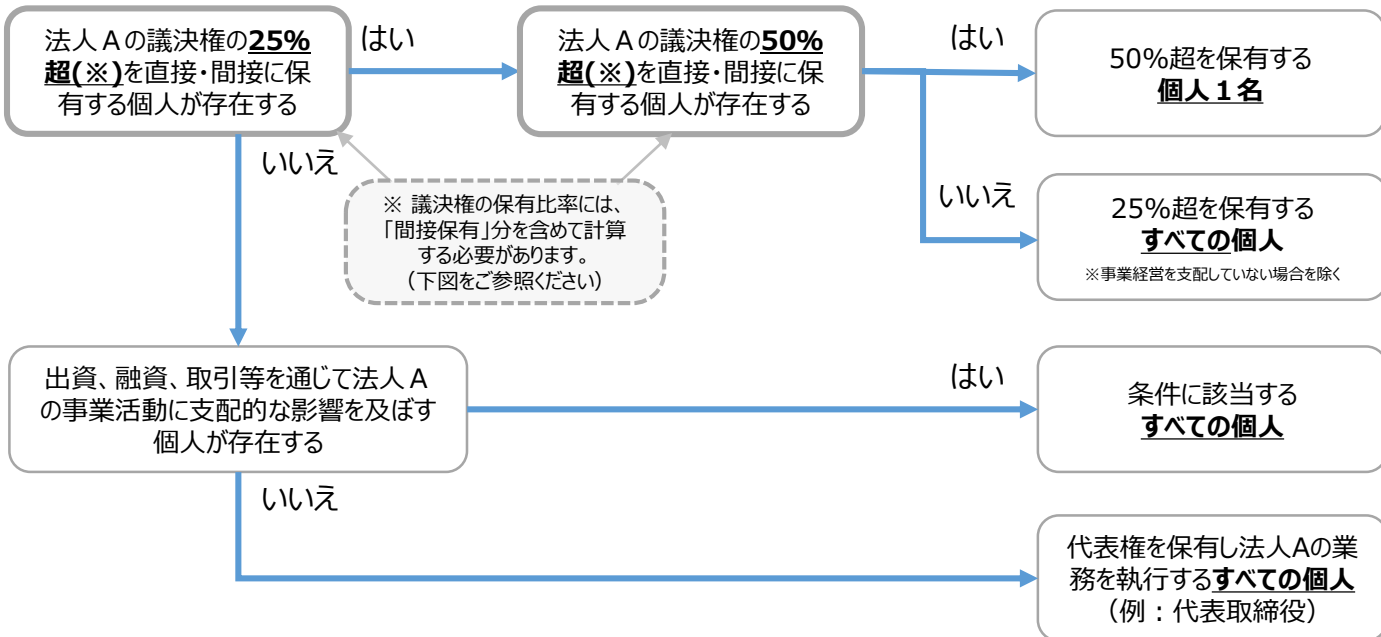 法人Ａの議決権の25%
超(※)を直接・間接に保
有する個人が存在する
はい
法人Ａの議決権の50%
超(※)を直接・間接に保
有する個人が存在する
はい
50%超を保有する
個人１名
いいえ
※ 議決権の保有比率には、
「間接保有」分を含めて計算
する必要があります。
（下図をご参照ください）
いいえ
25%超を保有する
すべての個人
※事業経営を支配していない場合を除く
出資、融資、取引等を通じて法人Ａ
の事業活動に支配的な影響を及ぼす
個人が存在する
はい
条件に該当する
すべての個人
いいえ
代表権を保有し法人Aの業
務を執行するすべての個人
（例：代表取締役）